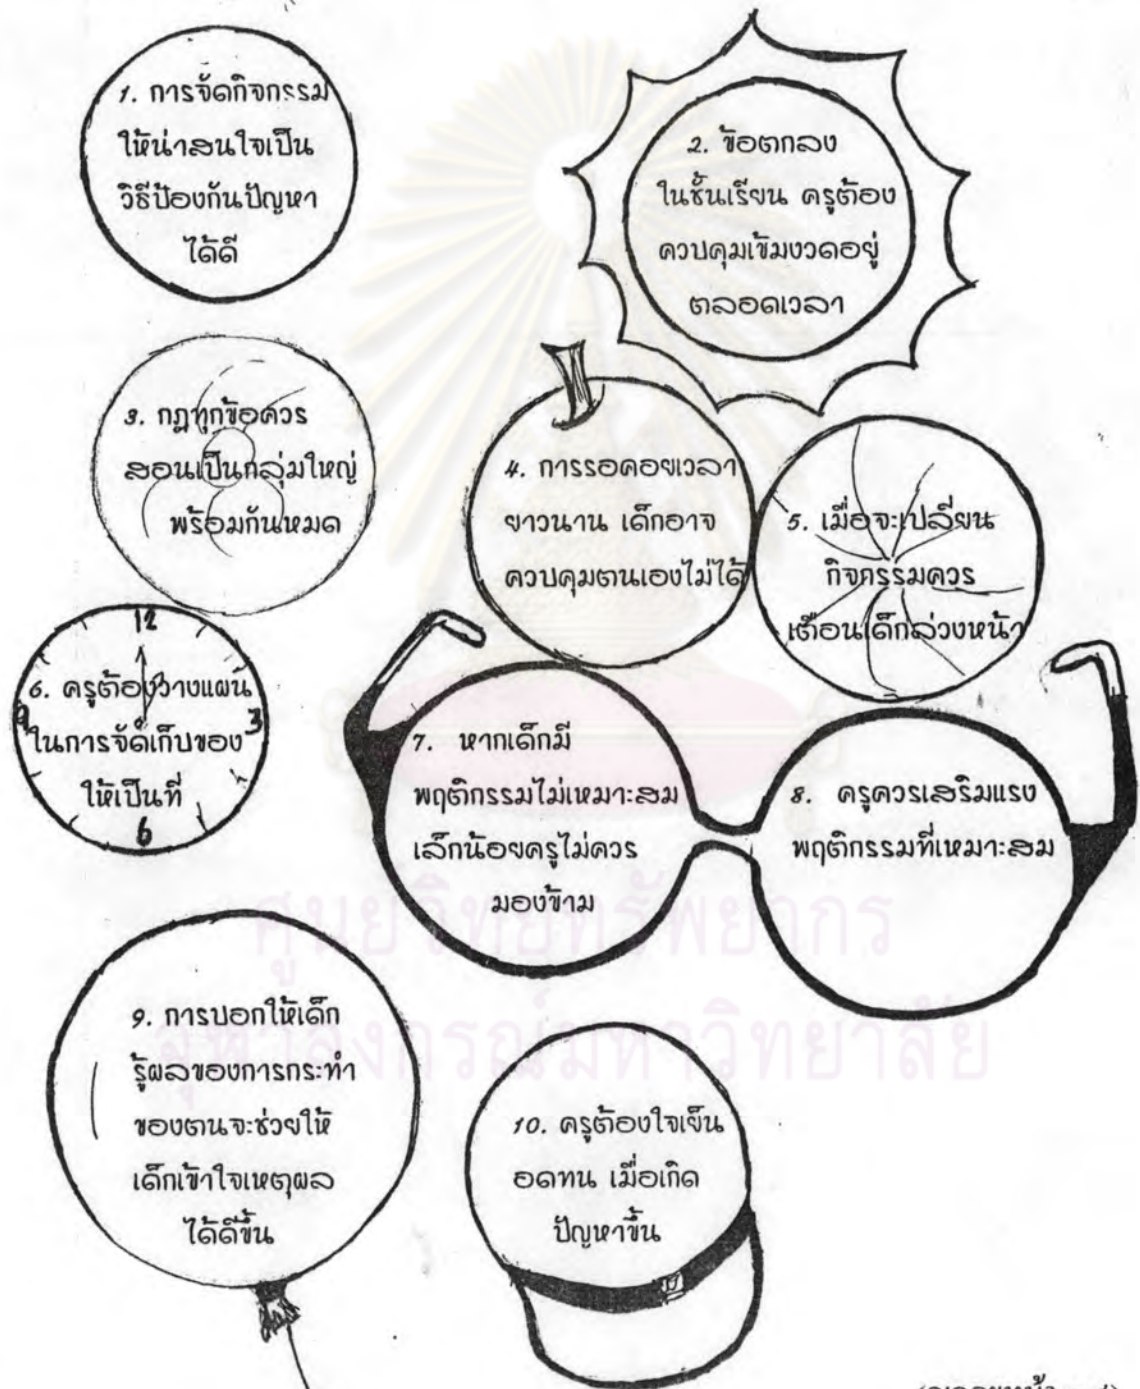 1. การจัดกิจกรรม
ให้น่าสนใจเป็น
วิธีป้องกันปัญหา
ได้ดี
2. ข้อตกลง
ในชั้นเรียน ครูต้อง
ควบคุมเข้มงวดอยู่
ตลอดเวลา
3. กฎทุกข้อควร
สอนเป็นกลุ่มใหญ่
พร้อมกันหมด
4. การรอคอยเวลา
ยาวนาน เด็กอาจ
ควบคุมตนเองไม่ได้
5. เมื่อจะเปลี่ยน
กิจกรรมควร
เตือนเด็กล่วงหน้า
12
6. ครูต้องวางแผน
9 3
ในการจัดเก็บของ
ให้เป็นที่
6
7. หากเด็กมี
พฤติกรรมไม่เหมาะสม
เล็กน้อยครูไม่ควร
มองข้าม
8. ครูควรเสริมแรง
พฤติกรรมที่เหมาะสม
ศูนย์วิทยทรัพยากร
จุฬาลงกรณ์มหาวิทยาลัย
9. การบอกให้เด็ก
รู้ผลของการกระทำ
ของตนจะช่วยให้
เด็กเข้าใจเหตุผล
ได้ดีขึ้น
10. ครูต้องใจเย็น
อดทน เมื่อเกิด
ปัญหาขึ้น